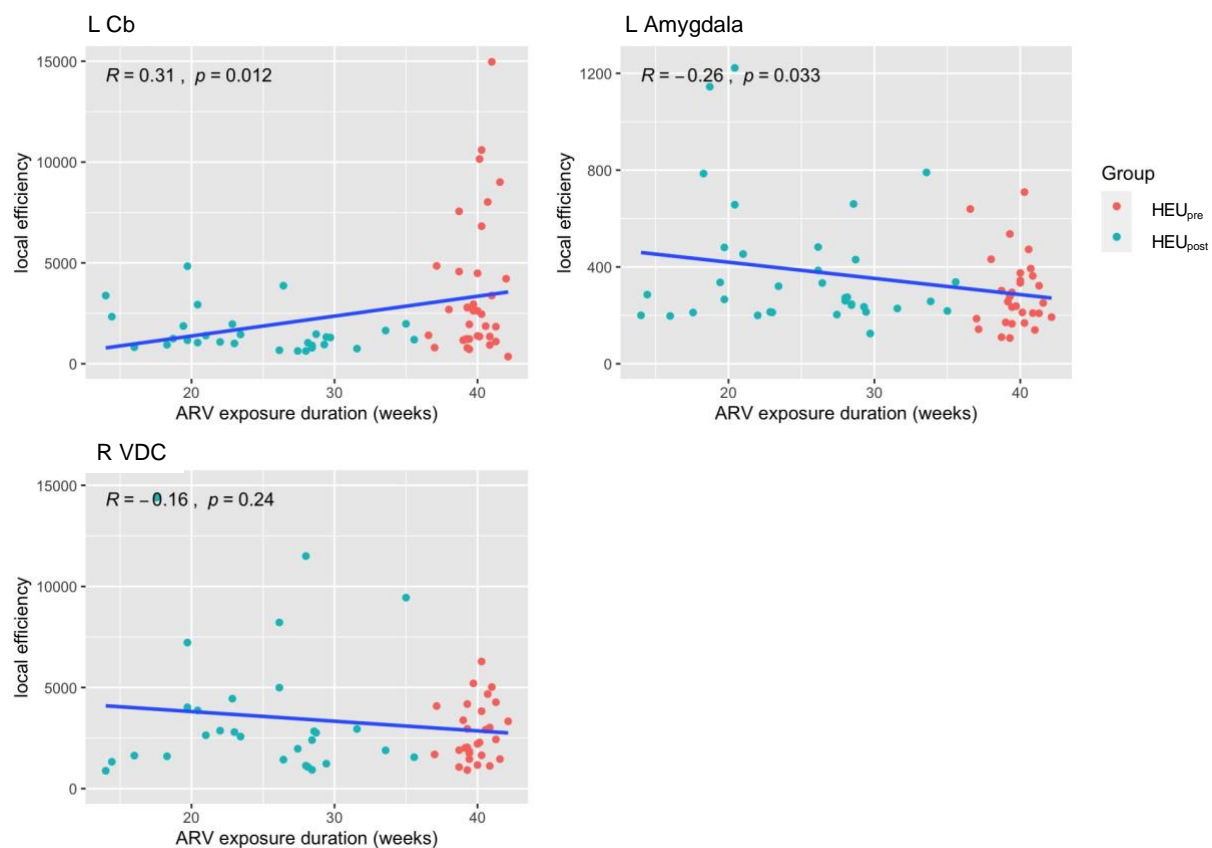 L Cb
R = 0.31 , p = 0.012
15000
10000
5000
0
local efficiency
20 30 40
ARV exposure duration (weeks)
L Amygdala
R = −0.26 , p = 0.033
1200
800
400
0
local efficiency
20 30 40
ARV exposure duration (weeks)
Group
HEUpre
HEUpost
R VDC
R = −0.16 , p = 0.24
15000
10000
5000
0
local efficiency
20 30 40
ARV exposure duration (weeks)